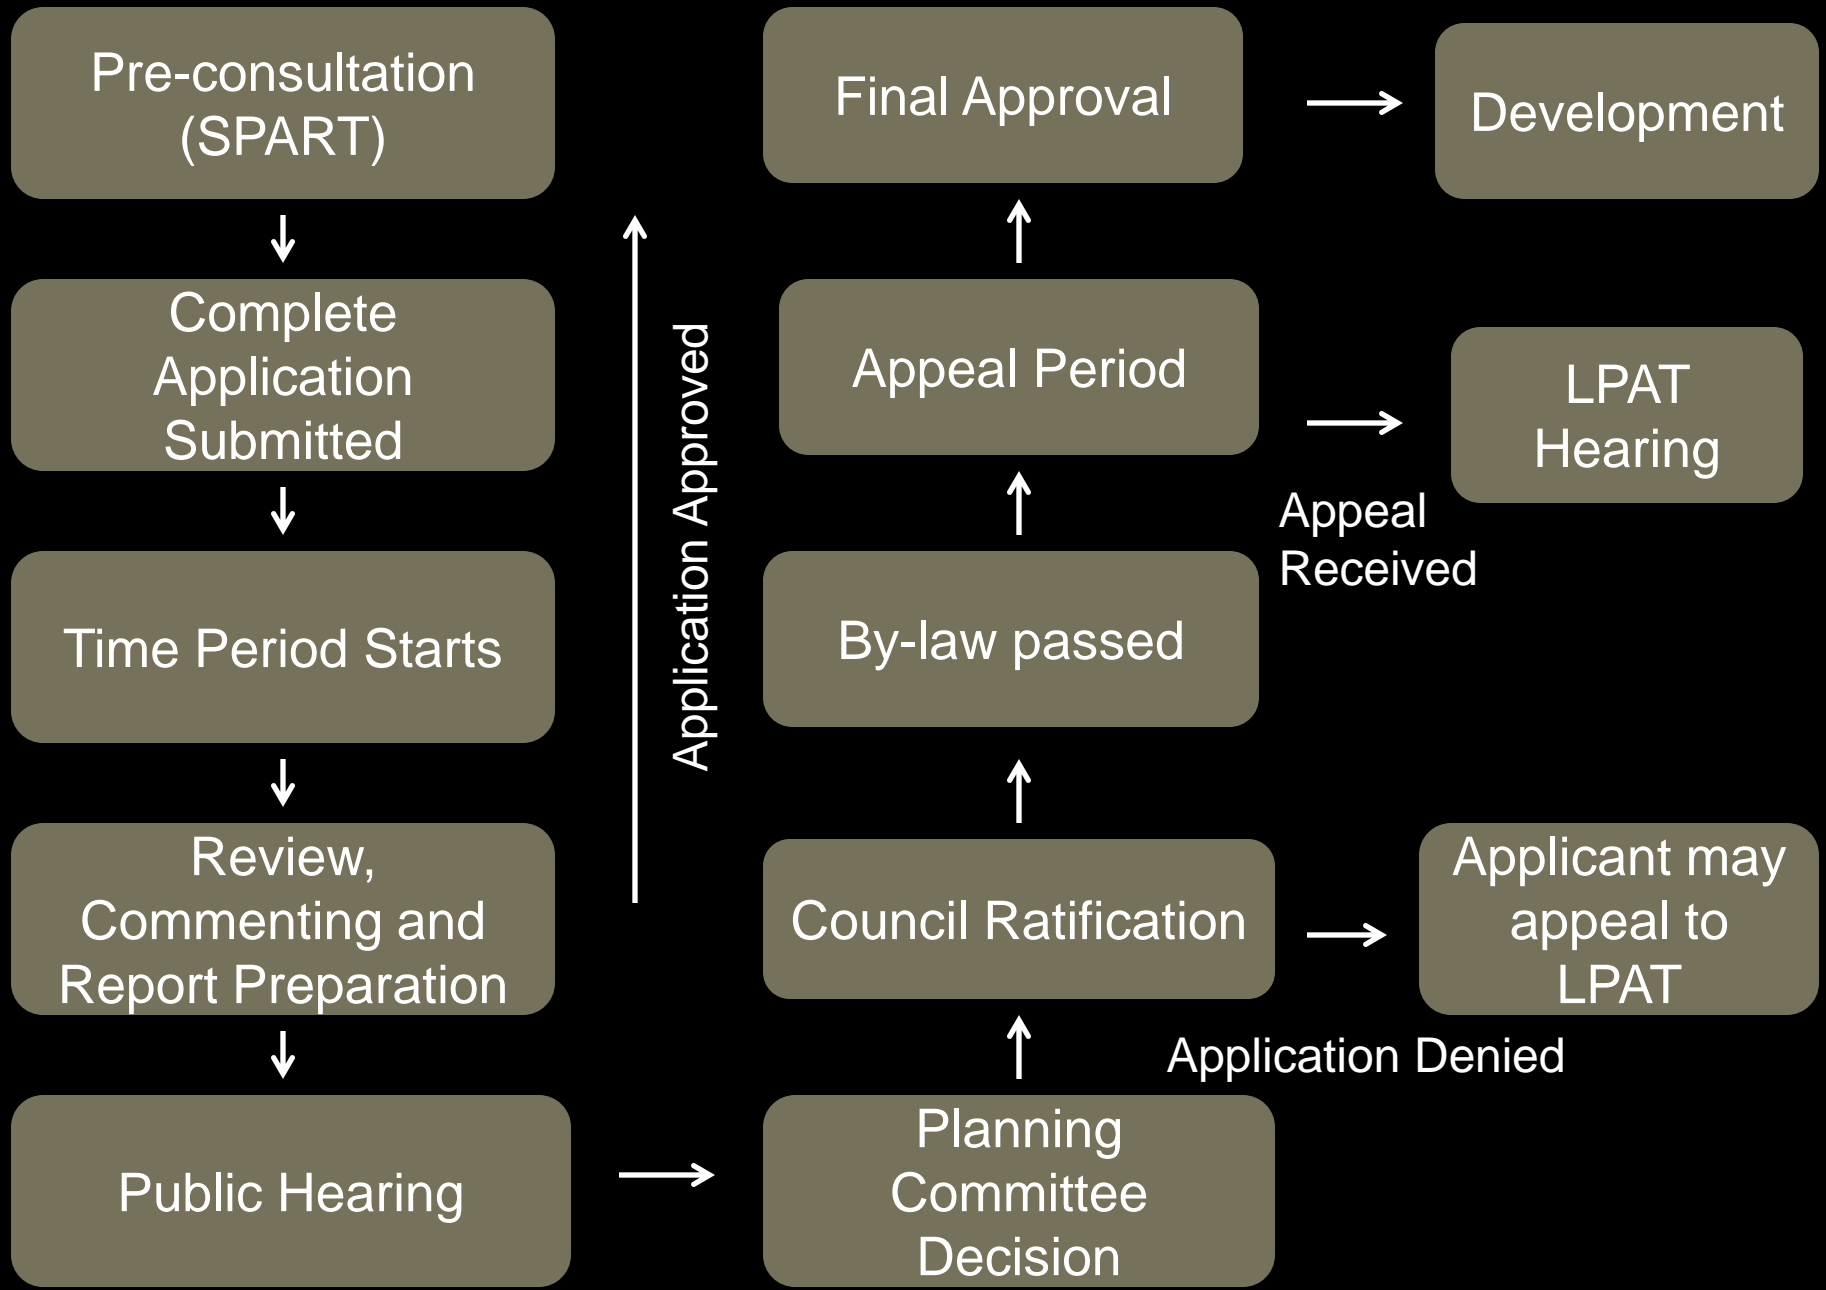 Pre-consultation
(SPART)
Complete
Application
Submitted
Time Period Starts
Review,
Commenting and
Report Preparation
Public Hearing
Application Approved
Final Approval
Appeal Period
By-law passed
Council Ratification
Planning
Committee
Decision
Development
LPAT
Hearing
Appeal
Received
Applicant may
appeal to
LPAT
Application Denied